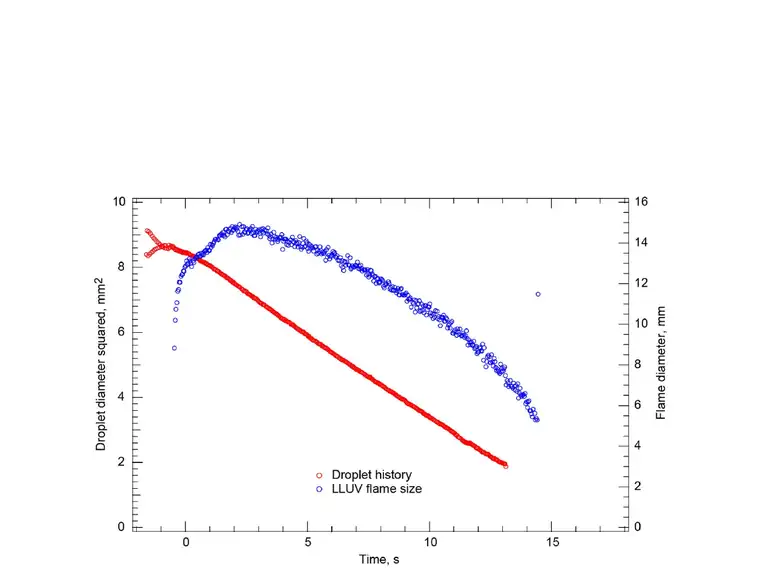 10
8
6
4
2
0
Droplet diameter squared, mm2
16
14
12
10
8
6
4
2
0
Flame diameter, mm
Droplet history
LLUV flame size
0 5 10 15
Time, s